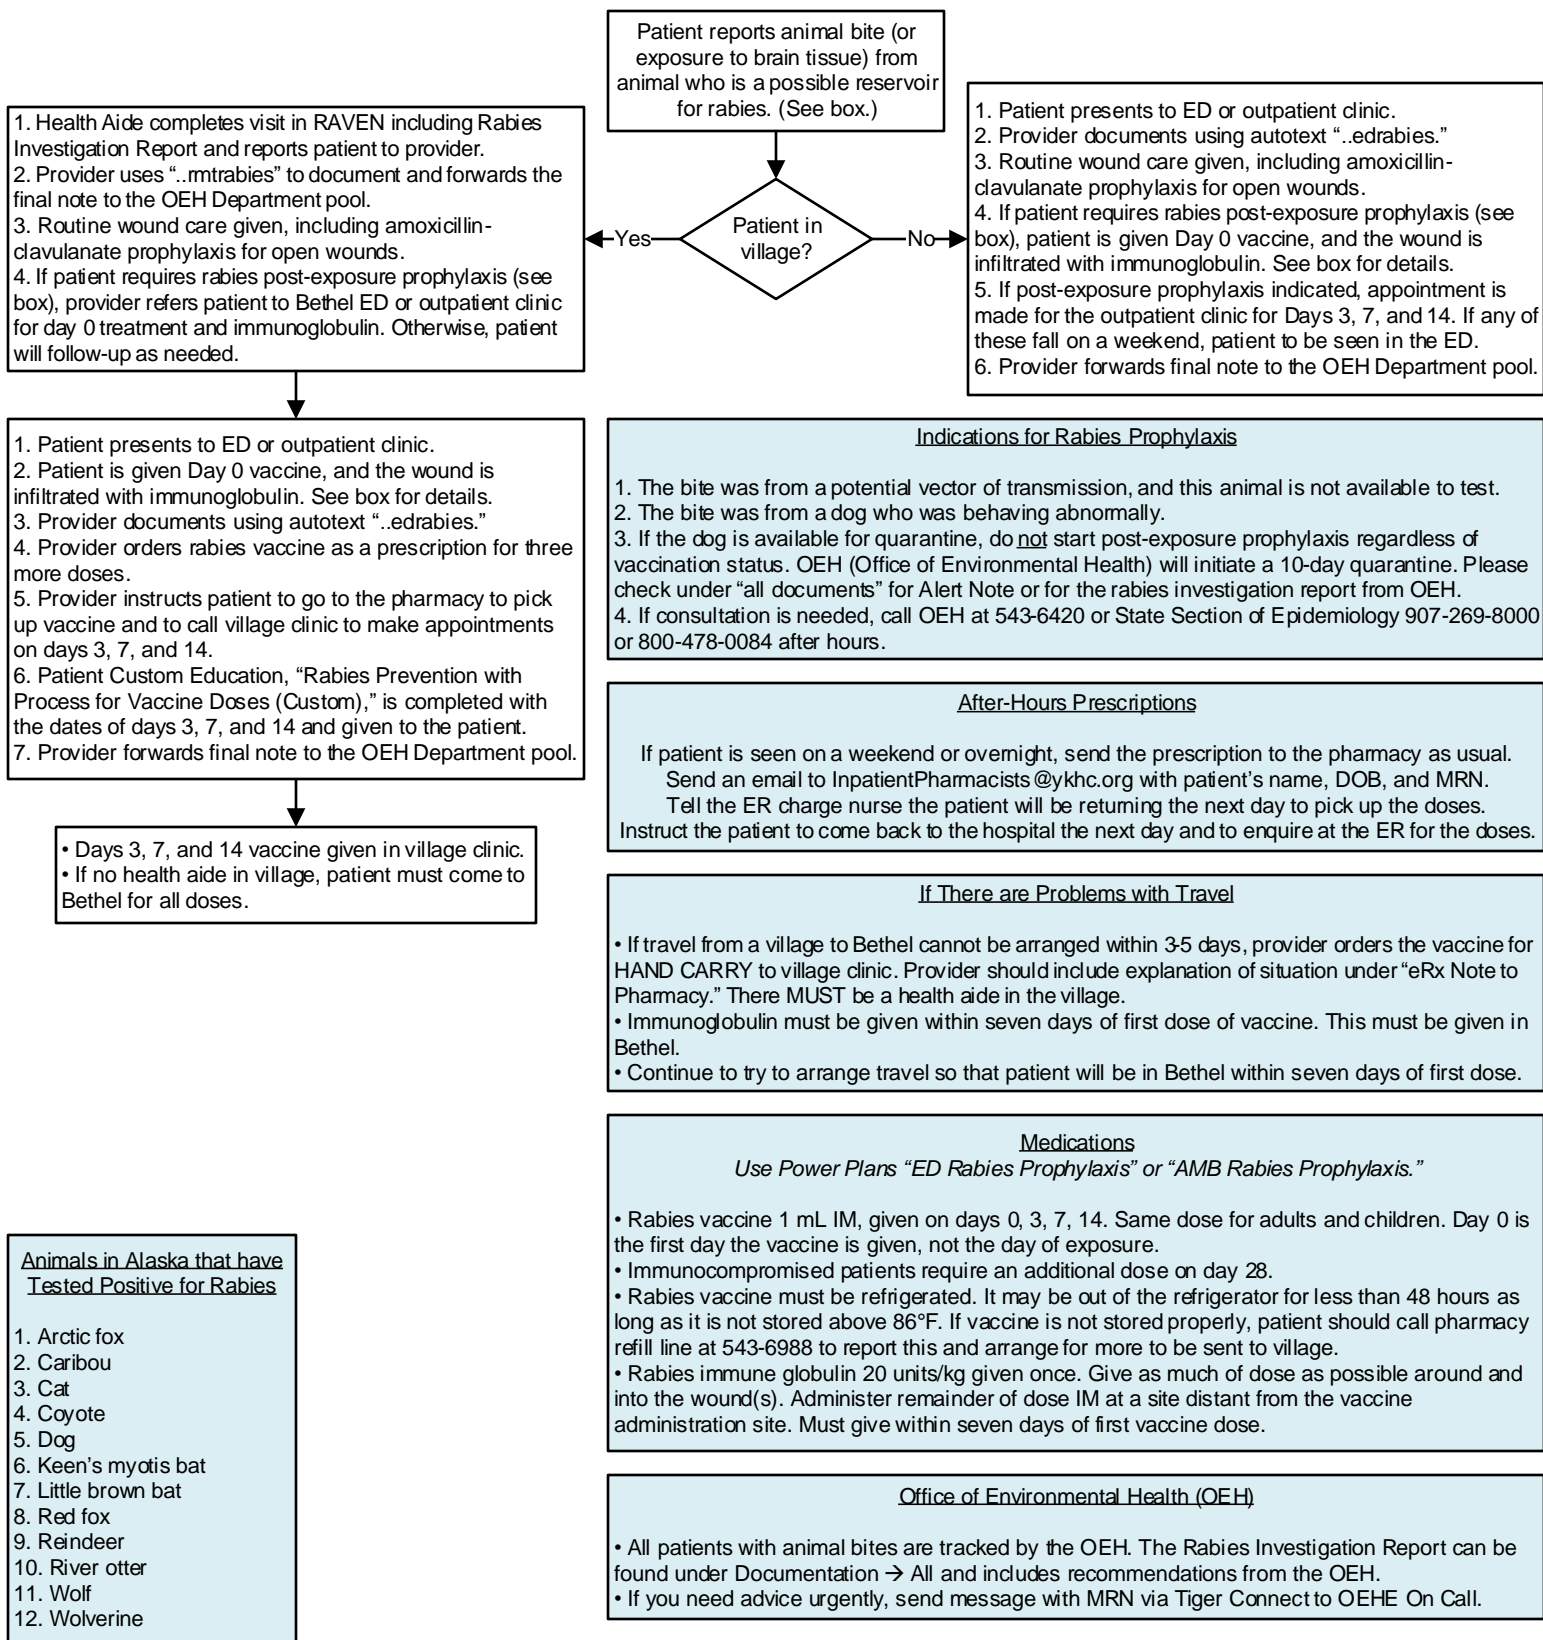 Patient reports animal bite (or
exposure to brain tissue) from
animal who is a possible reservoir
for rabies. (See box.)
Patient in
village?
Yes
No
1. Health Aide completes visit in RAVEN including Rabies
Investigation Report and reports patient to provider.
2. Provider uses “..rmtrabies” to document and forwards the
final note to the OEH Department pool.
3. Routine wound care given, including amoxicillin-
clavulanate prophylaxis for open wounds.
4. If patient requires rabies post-exposure prophylaxis (see
box), provider refers patient to Bethel ED or outpatient clinic
for day 0 treatment and immunoglobulin. Otherwise, patient
will follow-up as needed.
1. Patient presents to ED or outpatient clinic.
2. Provider documents using autotext “..edrabies.”
3. Routine wound care given, including amoxicillin-
clavulanate prophylaxis for open wounds.
4. If patient requires rabies post-exposure prophylaxis (see
box), patient is given Day 0 vaccine, and the wound is
infiltrated with immunoglobulin. See box for details.
5. If post-exposure prophylaxis indicated, appointment is
made for the outpatient clinic for Days 3, 7, and 14. If any of
these fall on a weekend, patient to be seen in the ED.
6. Provider forwards final note to the OEH Department pool.
1. Patient presents to ED or outpatient clinic.
2. Patient is given Day 0 vaccine, and the wound is
infiltrated with immunoglobulin. See box for details.
3. Provider documents using autotext “..edrabies.”
4. Provider orders rabies vaccine as a prescription for three
more doses.
5. Provider instructs patient to go to the pharmacy to pick
up vaccine and to call village clinic to make appointments
on days 3, 7, and 14.
6. Patient Custom Education, “Rabies Prevention with
Process for Vaccine Doses (Custom),” is completed with
the dates of days 3, 7, and 14 and given to the patient.
7. Provider forwards final note to the OEH Department pool.
• Days 3, 7, and 14 vaccine given in village clinic.
• If no health aide in village, patient must come to
Bethel for all doses.
Indications for Rabies Prophylaxis
1. The bite was from a potential vector of transmission, and this animal is not available to test.
2. The bite was from a dog who was behaving abnormally.
3. If the dog is available for quarantine, do not start post-exposure prophylaxis regardless of
vaccination status. OEH (Office of Environmental Health) will initiate a 10-day quarantine. Please
check under “all documents” for Alert Note or for the rabies investigation report from OEH.
4. If consultation is needed, call OEH at 543-6420 or State Section of Epidemiology 907-269-8000
or 800-478-0084 after hours.
After-Hours Prescriptions
If patient is seen on a weekend or overnight, send the prescription to the pharmacy as usual.
Send an email to InpatientPharmacists@ykhc.org with patient’s name, DOB, and MRN.
Tell the ER charge nurse the patient will be returning the next day to pick up the doses.
Instruct the patient to come back to the hospital the next day and to enquire at the ER for the doses.
If There are Problems with Travel
• If travel from a village to Bethel cannot be arranged within 3-5 days, provider orders the vaccine for
HAND CARRY to village clinic. Provider should include explanation of situation under “eRx Note to
Pharmacy.” There MUST be a health aide in the village.
• Immunoglobulin must be given within seven days of first dose of vaccine. This must be given in
Bethel.
• Continue to try to arrange travel so that patient will be in Bethel within seven days of first dose.
Medications
Use Power Plans “ED Rabies Prophylaxis” or “AMB Rabies Prophylaxis.”
• Rabies vaccine 1 mL IM, given on days 0, 3, 7, 14. Same dose for adults and children. Day 0 is
the first day the vaccine is given, not the day of exposure.
• Immunocompromised patients require an additional dose on day 28.
• Rabies vaccine must be refrigerated. It may be out of the refrigerator for less than 48 hours as
long as it is not stored above 86°F. If vaccine is not stored properly, patient should call pharmacy
refill line at 543-6988 to report this and arrange for more to be sent to village.
• Rabies immune globulin 20 units/kg given once. Give as much of dose as possible around and
into the wound(s). Administer remainder of dose IM at a site distant from the vaccine
administration site. Must give within seven days of first vaccine dose.
Animals in Alaska that have
Tested Positive for Rabies
1. Arctic fox
2. Caribou
3. Cat
4. Coyote
5. Dog
6. Keen’s myotis bat
7. Little brown bat
8. Red fox
9. Reindeer
10. River otter
11. Wolf
12. Wolverine
Office of Environmental Health (OEH)
• All patients with animal bites are tracked by the OEH. The Rabies Investigation Report can be
found under Documentation → All and includes recommendations from the OEH.
• If you need advice urgently, send message with MRN via Tiger Connect to OEHE On Call.